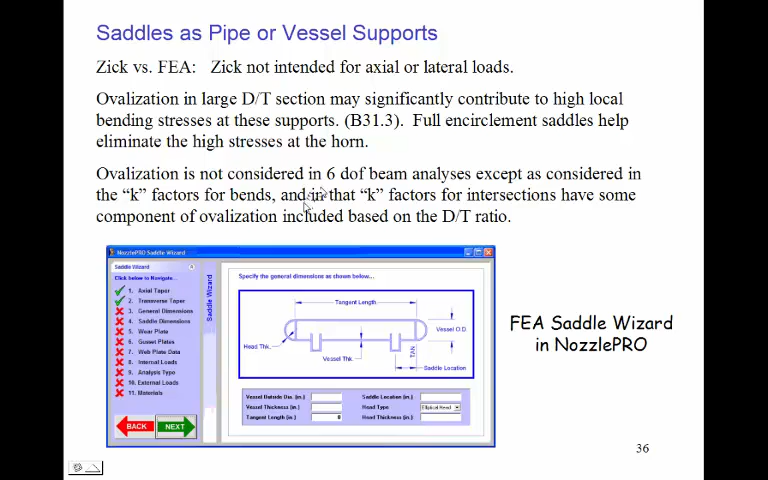 Saddles as Pipe or Vessel Supports
Zick vs. FEA: Zick not intended for axial or lateral loads.
Ovalization in large D/T section may significantly contribute to high local
bending stresses at these supports. (B31.3). Full encirclement saddles help
eliminate the high stresses at the horn.
Ovalization is not considered in 6 dof beam analyses except as considered in
the “k” factors for bends, and in that “k” factors for intersections have some
component of ovalization included based on the D/T ratio.
NozzlePRO Saddle Wizard
Saddle Wizard
Click below to Navigate...
1. Axial Taper
2. Transverse Taper
3. General Dimensions
4. Saddle Dimensions
5. Wear Plate
6. Gusset Plates
7. Web Plate Data
8. Internal Loads
9. Analysis Type
10. External Loads
11. Materials
BACK NEXT
Saddle Wizard
Specify the general dimensions as shown below...
Tangent Length
Vessel O.D.
Head Thk.
Vessel Thk.
TAN
Saddle Location
Vessel Outside Dia. (in.) Saddle Location (in.)
Vessel Thickness (in.) Head Type Elliptical Head
Tangent Length (in.) 0 Head Thickness (in.)
FEA Saddle Wizard
in NozzlePRO
36